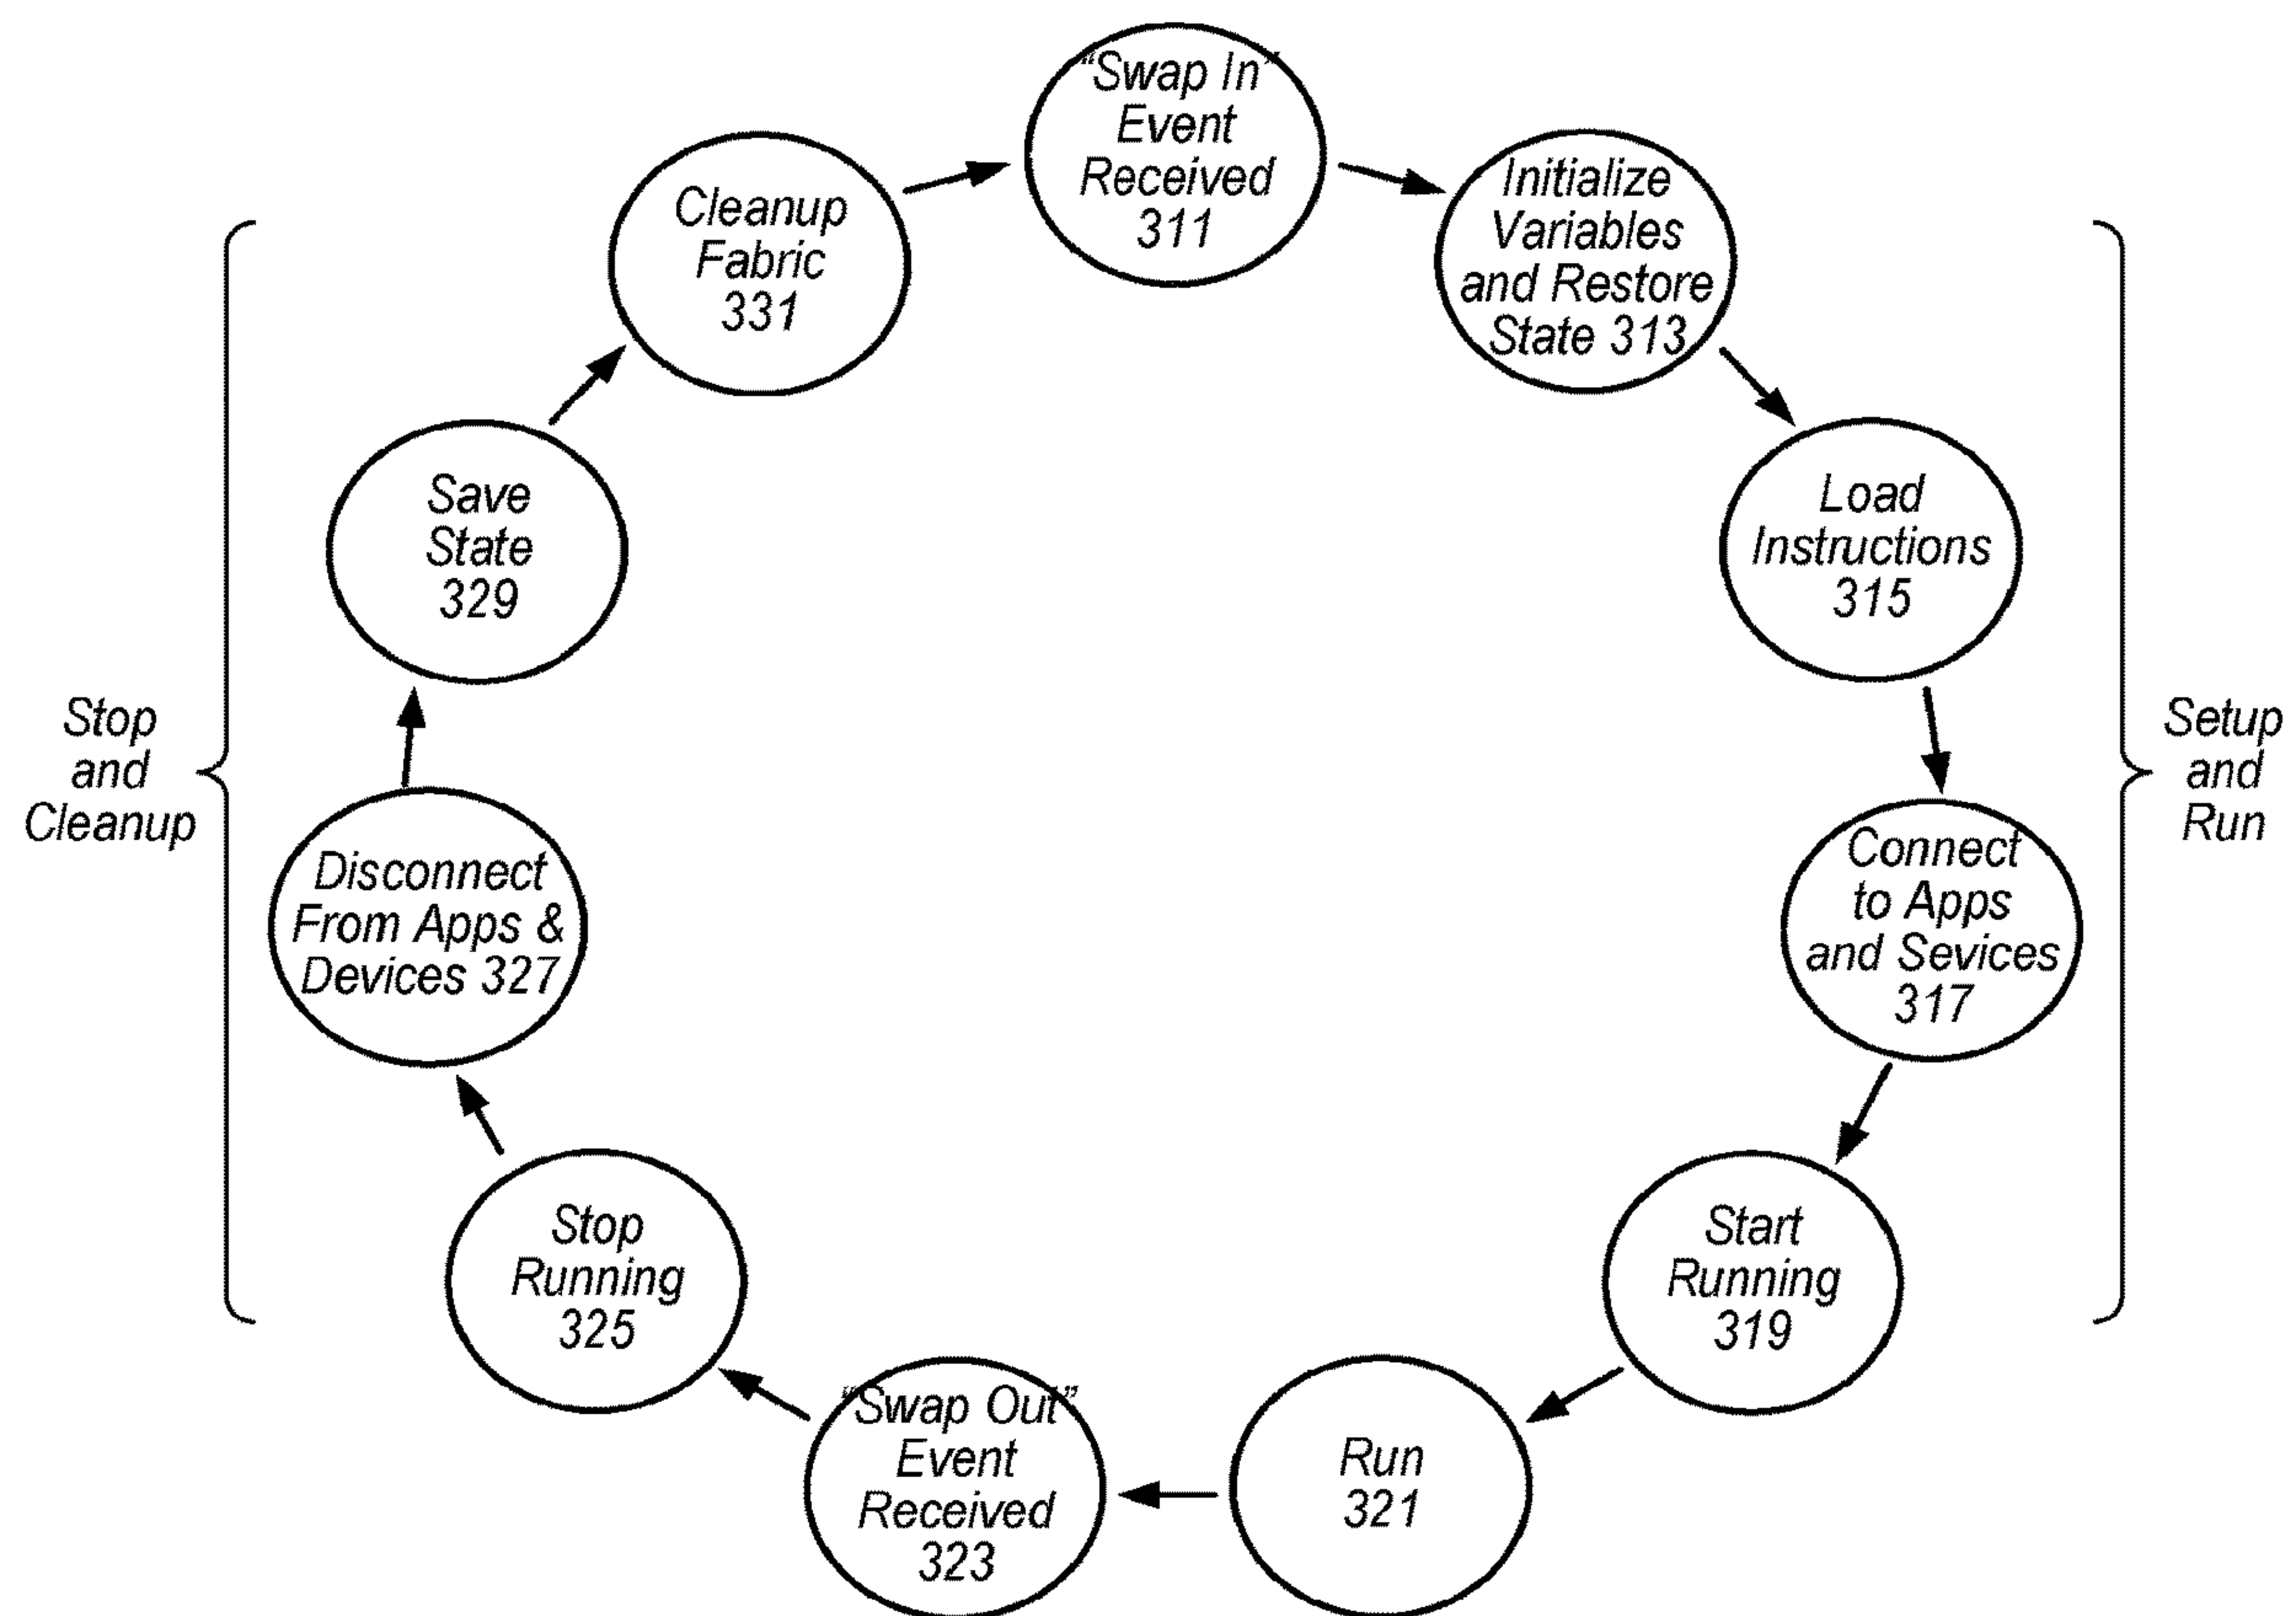 “Swap In”
Event
Received
311
Initialize
Variables
and Restore
State 313
Load
Instructions
315
Connect
to Apps
and Sevices
317
Start
Running
319
Run
321
“Swap Out”
Event
Received
323
Stop
Running
325
Disconnect
From Apps &
Devices 327
Save
State
329
Cleanup
Fabric
331
Stop
and
Cleanup
Setup
and
Run